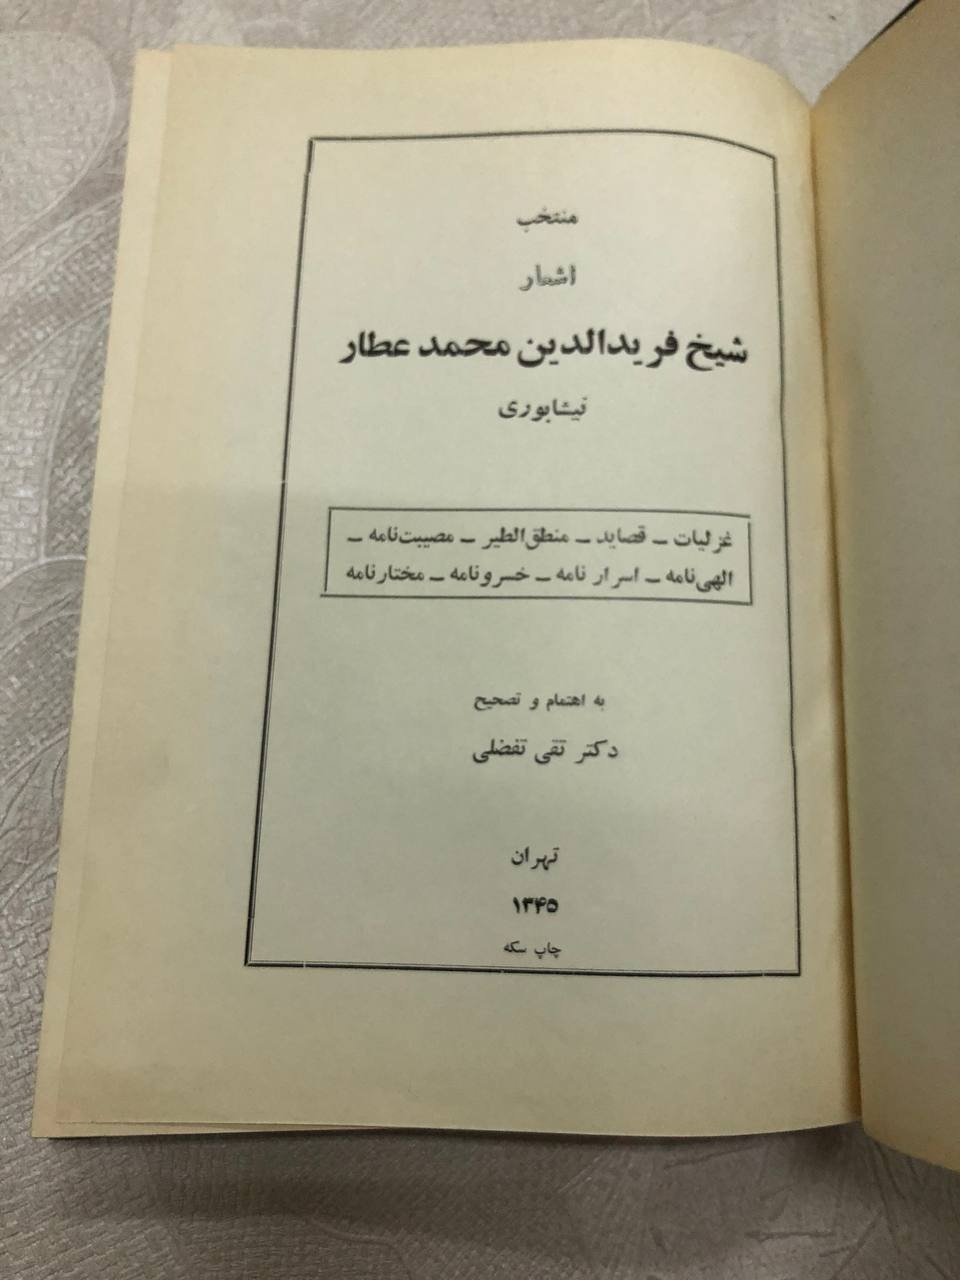 منتخب
اشعار
شیخ فریدالدین محمد عطار
نیشابوری
غزلیات ـ قصاید ـ منطق‌الطیر ـ مصیبت‌نامه ـ
الهی‌نامه ـ اسرار نامه ـ خسرونامه ـ مختارنامه
به اهتمام و تصحیح
دکتر تقی تفضلی
تهران
۱۳۴۵
چاپ سکه